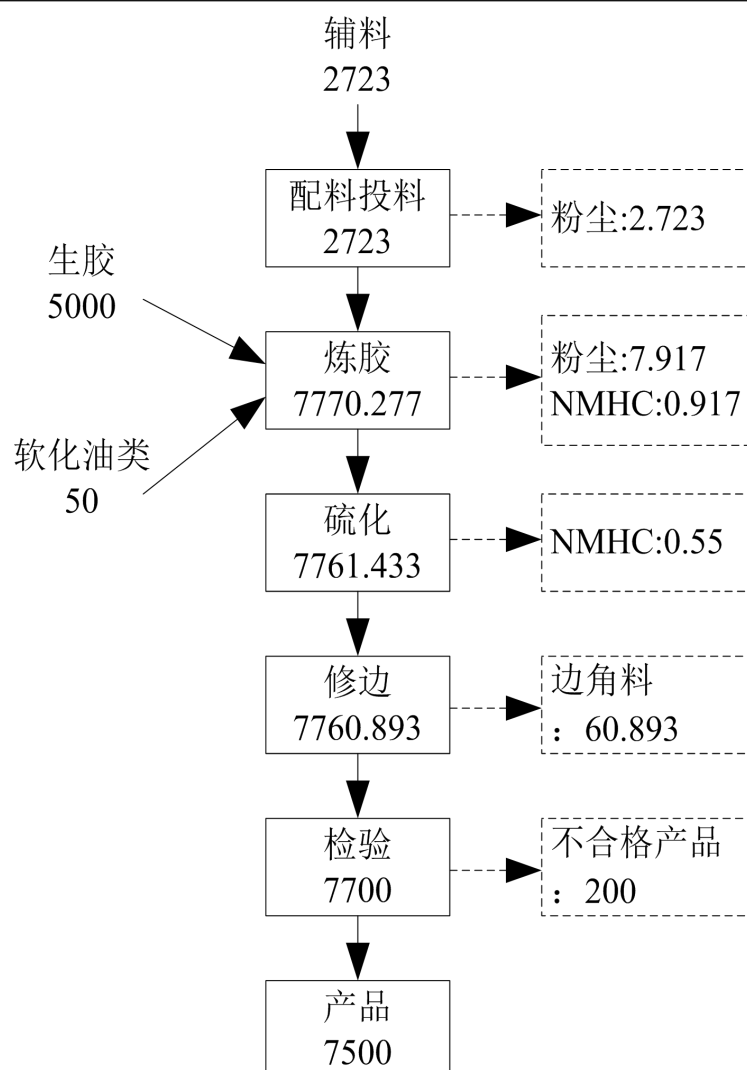 辅料
2723
配料投料
2723
粉尘:2.723
生胶
5000
炼胶
7770.277
粉尘:7.917
NMHC:0.917
软化油类
50
硫化
7761.433
NMHC:0.55
修边
7760.893
边角料
：60.893
检验
7700
不合格产品
：200
产品
7500